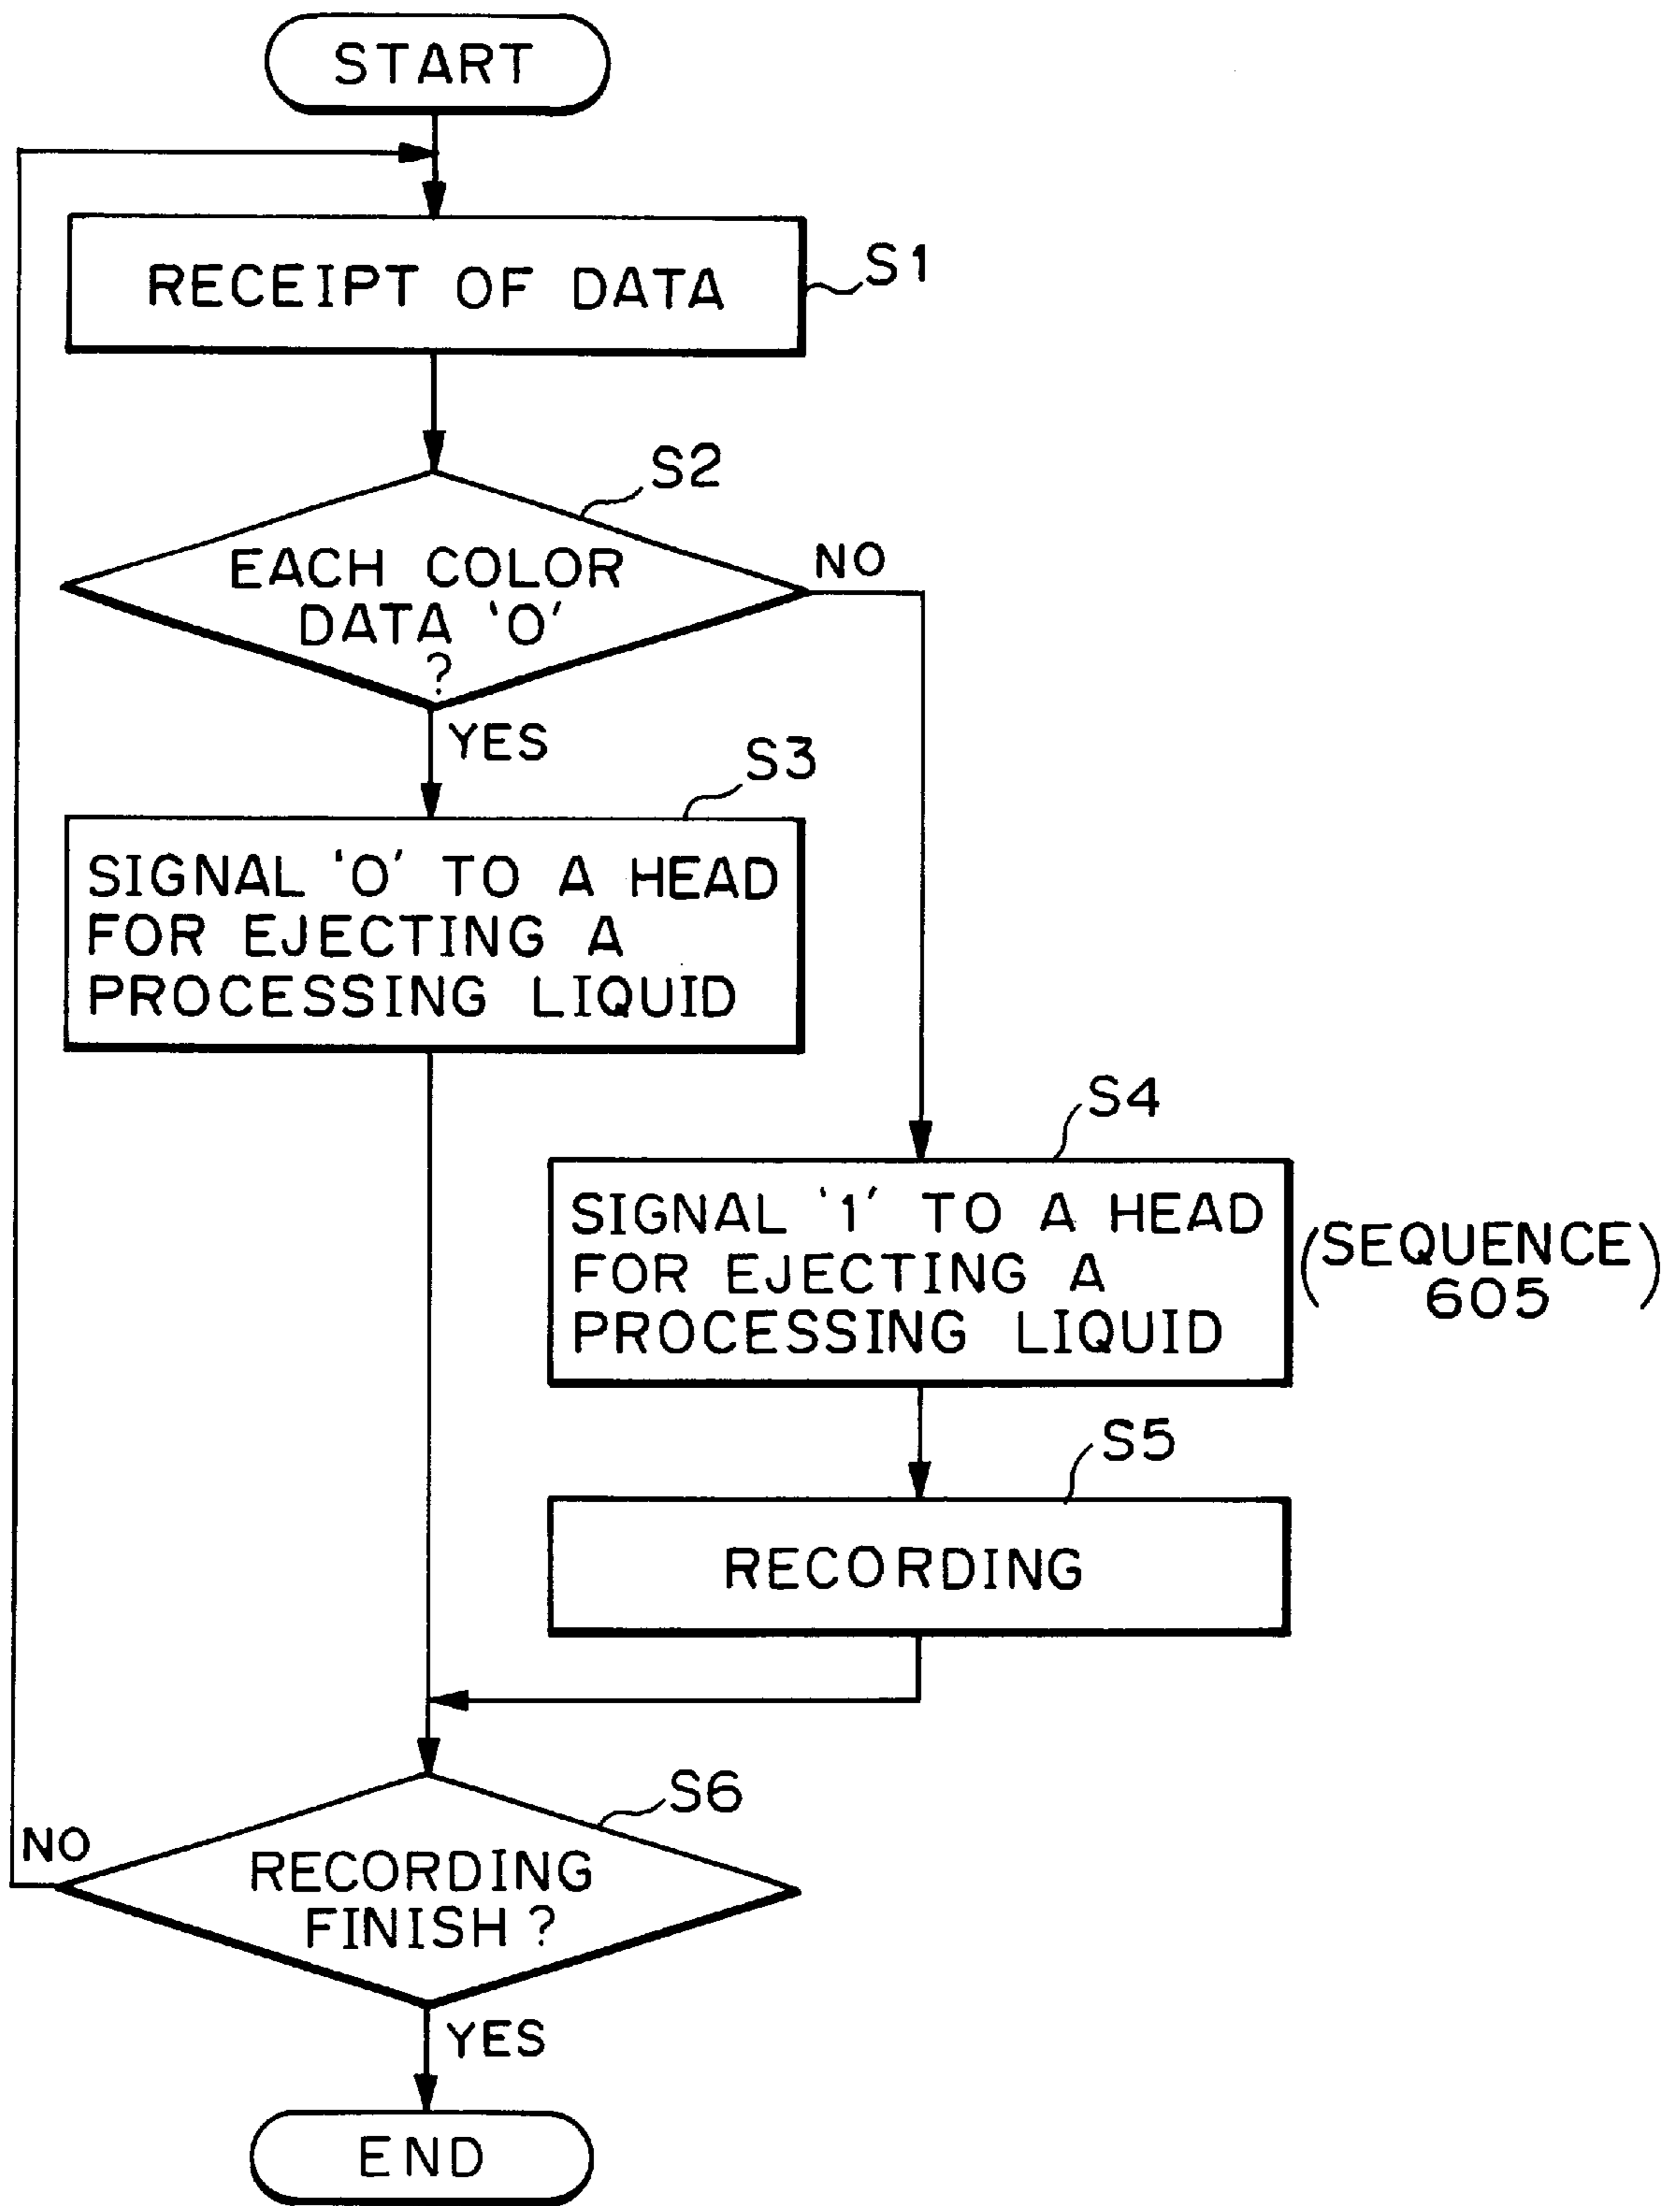 START
RECEIPT OF DATA
S1
S2
EACH COLOR
DATA '0'
?
NO
YES
S3
SIGNAL '0' TO A HEAD
FOR EJECTING A
PROCESSING LIQUID
S4
SIGNAL '1' TO A HEAD
FOR EJECTING A
PROCESSING LIQUID
(SEQUENCE
605)
S5
RECORDING
S6
NO
RECORDING
FINISH?
YES
END